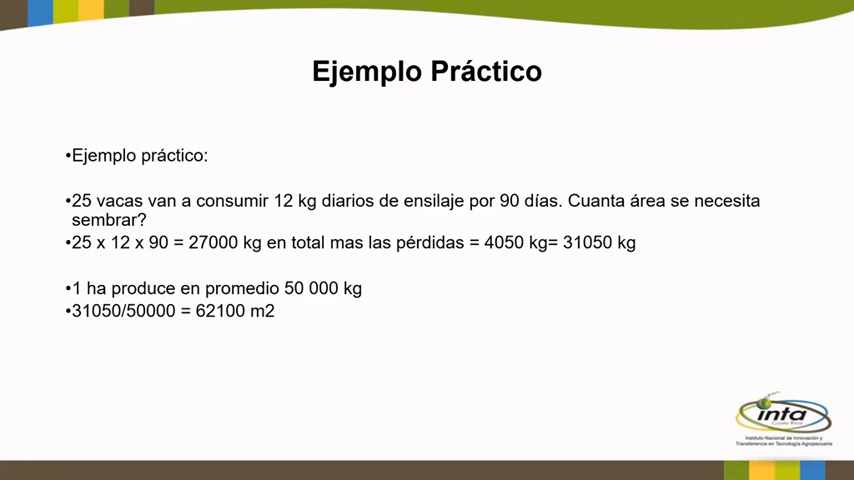 Ejemplo Práctico
•Ejemplo práctico:
•25 vacas van a consumir 12 kg diarios de ensilaje por 90 días. Cuanta área se necesita
sembrar?
•25 x 12 x 90 = 27000 kg en total mas las pérdidas = 4050 kg= 31050 kg
•1 ha produce en promedio 50 000 kg
•31050/50000 = 62100 m2
inta
Costa Rica
Instituto Nacional de Innovación y
Transferencia en Tecnología Agropecuaria